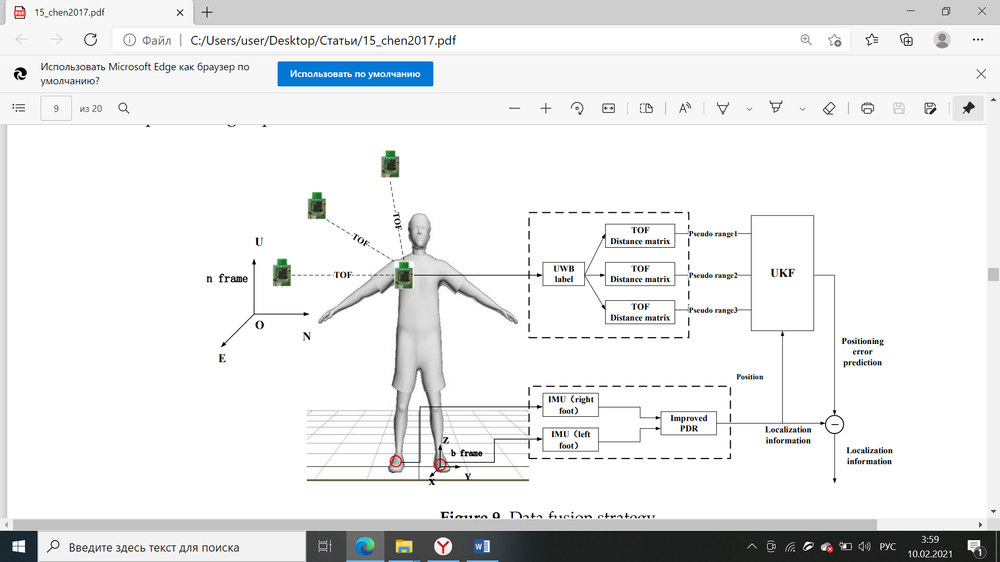 15_chen2017.pdf
Файл
C:/Users/user/Desktop/Статьи/15_chen2017.pdf
Использовать Microsoft Edge как браузер по
умолчанию?
Использовать по умолчанию
9
из 20
U
n frame
O
N
E
TOF
TOF
TOF
UWB
label
TOF
Distance matrix
TOF
Distance matrix
TOF
Distance matrix
Pseudo range1
Pseudo range2
Pseudo range3
UKF
Positioning
error
prediction
Position
IMU（right
foot）
IMU（left
foot）
Improved
PDR
Localization
information
Localization
information
Z
b frame
Y
X
Figure 9. Data fusion strategy
Введите здесь текст для поиска
РУС
3:59
10.02.2021
1